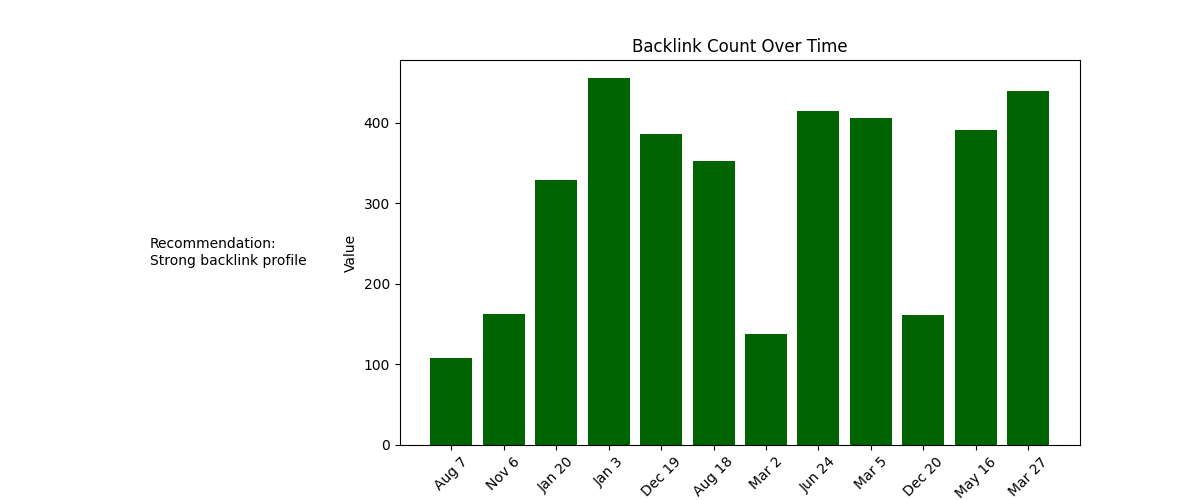 Backlink Count Over Time
Recommendation:
Strong backlink profile
Value
400
300
200
100
0
Aug 7
Nov 6
Jan 20
Jan 3
Dec 19
Aug 18
Mar 2
Jun 24
Mar 5
Dec 20
May 16
Mar 27